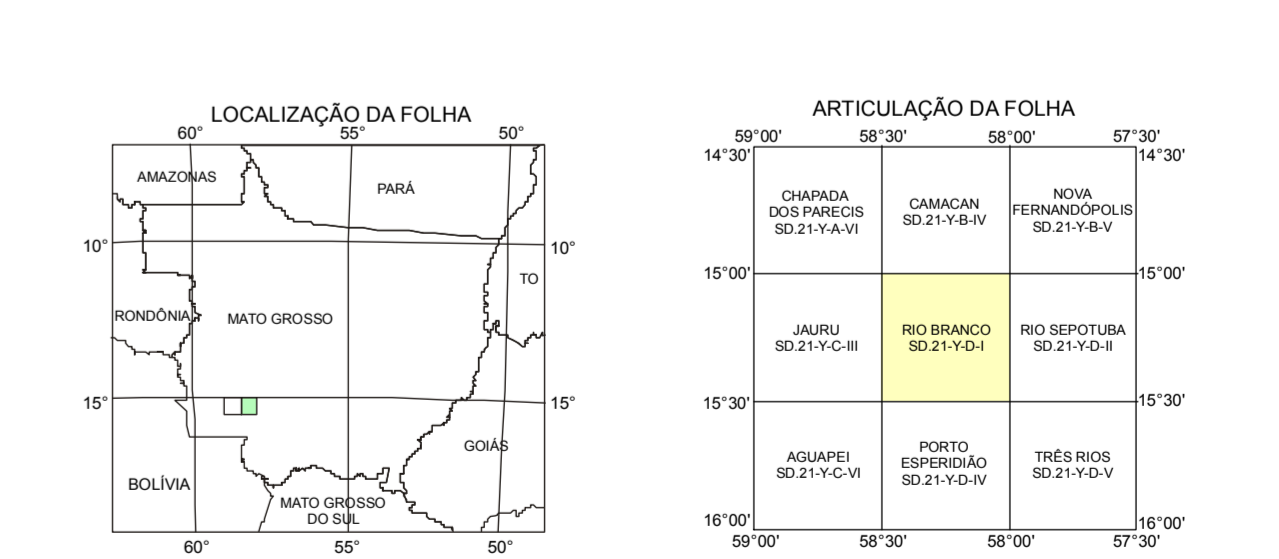 LOCALIZAÇÃO DA FOLHA
60° 55° 50°
AMAZONAS
PARÁ
10° 10°
TO
RONDÔNIA
MATO GROSSO
15° 15°
GOIÁS
BOLÍVIA
MATO GROSSO
DO SUL
60° 55° 50°
ARTICULAÇÃO DA FOLHA
59°00' 58°30' 58°00' 57°30'
14°30' 14°30'
CHAPADA
DOS PARECIS
SD.21-Y-A-VI
CAMACAN
SD.21-Y-B-IV
NOVA
FERNANDÓPOLIS
SD.21-Y-B-V
15°00' 15°00'
JAURU
SD.21-Y-C-III
RIO BRANCO
SD.21-Y-D-I
RIO SEPOTUBA
SD.21-Y-D-II
15°30' 15°30'
AGUAPEI
SD.21-Y-C-VI
PORTO
ESPERIDIÃO
SD.21-Y-D-IV
TRÊS RIOS
SD.21-Y-D-V
16°00' 16°00'
59°00' 58°30' 58°00' 57°30'